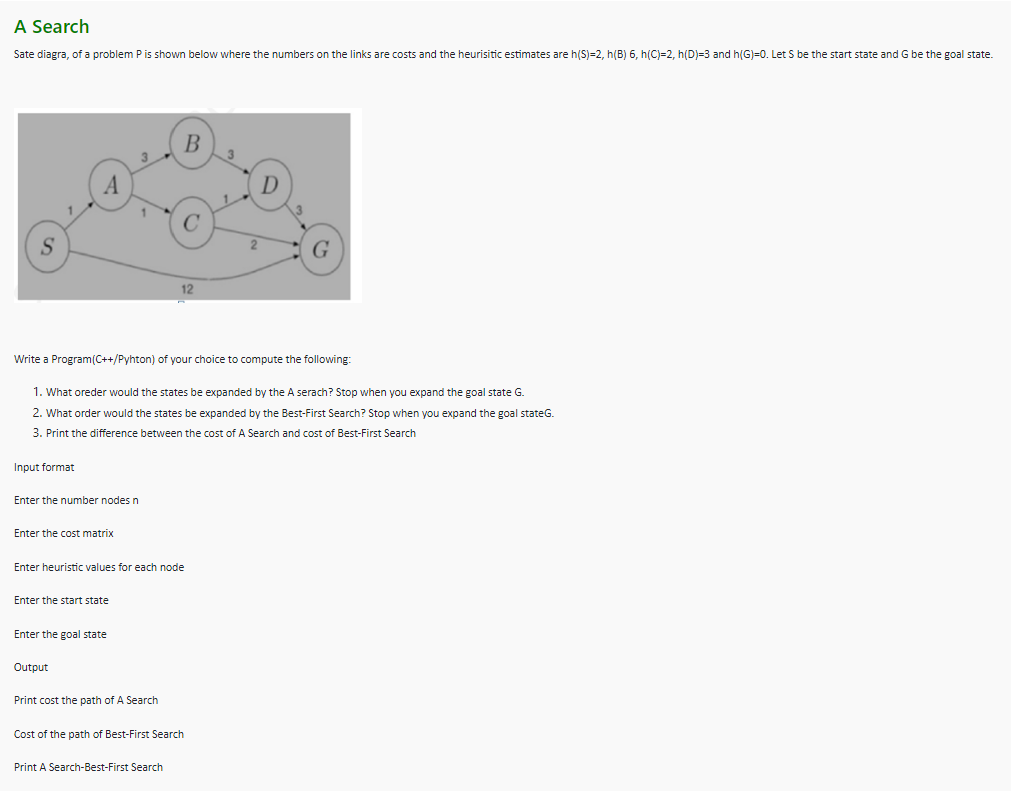 A Search
Sate diagra, of a problem P is shown below where the numbers on the links are costs and the heurisitic estimates are h(S)=2, h(B) 6, h(C)=2, h(D)=3 and h(G)=0. Let S be the start state and G be the goal state.
B
3
3
A
D
1
1
1
3
C
S
2
G
12
Write a Program(C++/Pyhton) of your choice to compute the following:
1. What oreder would the states be expanded by the A serach? Stop when you expand the goal state G.
2. What order would the states be expanded by the Best-First Search? Stop when you expand the goal stateG.
3. Print the difference between the cost of A Search and cost of Best-First Search
Input format
Enter the number nodes n
Enter the cost matrix
Enter heuristic values for each node
Enter the start state
Enter the goal state
Output
Print cost the path of A Search
Cost of the path of Best-First Search
Print A Search-Best-First Search